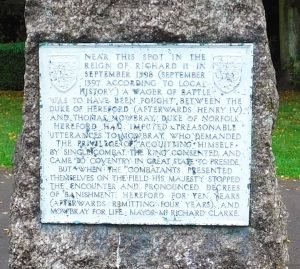 NEAR THIS SPOT IN THE
REIGN OF RICHARD II IN
SEPTEMBER 1398 (SEPTEMBER
1397 ACCORDING TO LOCAL
HISTORY) A WAGER OF BATTLE
WAS TO HAVE BEEN FOUGHT, BETWEEN THE
DUKE OF HEREFORD (AFTERWARDS HENRY IV)
AND THOMAS MOWBRAY, DUKE OF NORFOLK.
HEREFORD HAD IMPUTED TREASONABLE
UTTERANCES TO MOWBRAY, WHO DEMANDED
THE PRIVILEGE OF ACQUITTING HIMSELF
BY SINGLE COMBAT. THE KING CONSENTED, AND
CAME TO COVENTRY IN GREAT STATE TO PRESIDE.
BUT WHEN THE COMBATANTS PRESENTED
THEMSELVES ON THE FIELD HIS MAJESTY STOPPED
THE ENCOUNTER AND PRONOUNCED DECREES
OF BANISHMENT, HEREFORD FOR TEN YEARS
(AFTERWARDS REMITTING FOUR YEARS), AND
MOWBRAY FOR LIFE. MAYOR-MR RICHARD CLARKE.